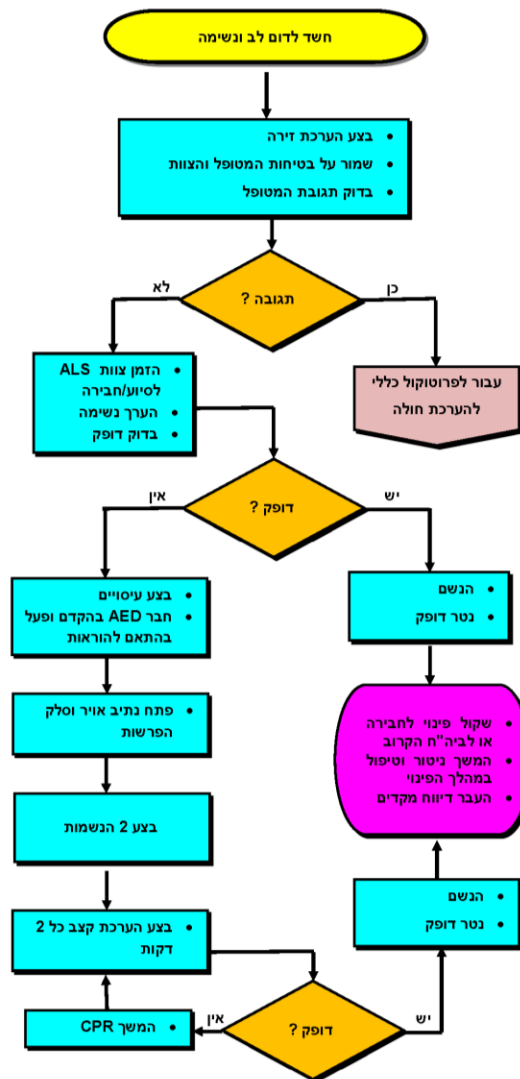 חשד לדום לב ונשימה
• בצע הערכת זירה
• שמור על בטיחות המטופל והצוות
• בדוק תגובת המטופל
תגובה ?
כן
לא
עבור לפרוטוקול כללי
להערכת חולה
• הזמן צוות ALS
לסיוע/חבירה
• הערך נשימה
• בדוק דופק
דופק ?
יש
אין
• הנשם
• נטר דופק
• בצע עיסויים
• חבר AED בהקדם ופעל
בהתאם להוראות
• שקול פינוי לחבירה
או לביה"ח הקרוב
• המשך ניטור וטיפול
במהלך הפינוי
• העבר דיווח מקדים
פתח נתיב אויר וסלק
הפרשות
בצע 2 הנשמות
• הנשם
• נטר דופק
• בצע הערכת קצב כל 2
דקות
דופק ?
יש
אין
• המשך CPR